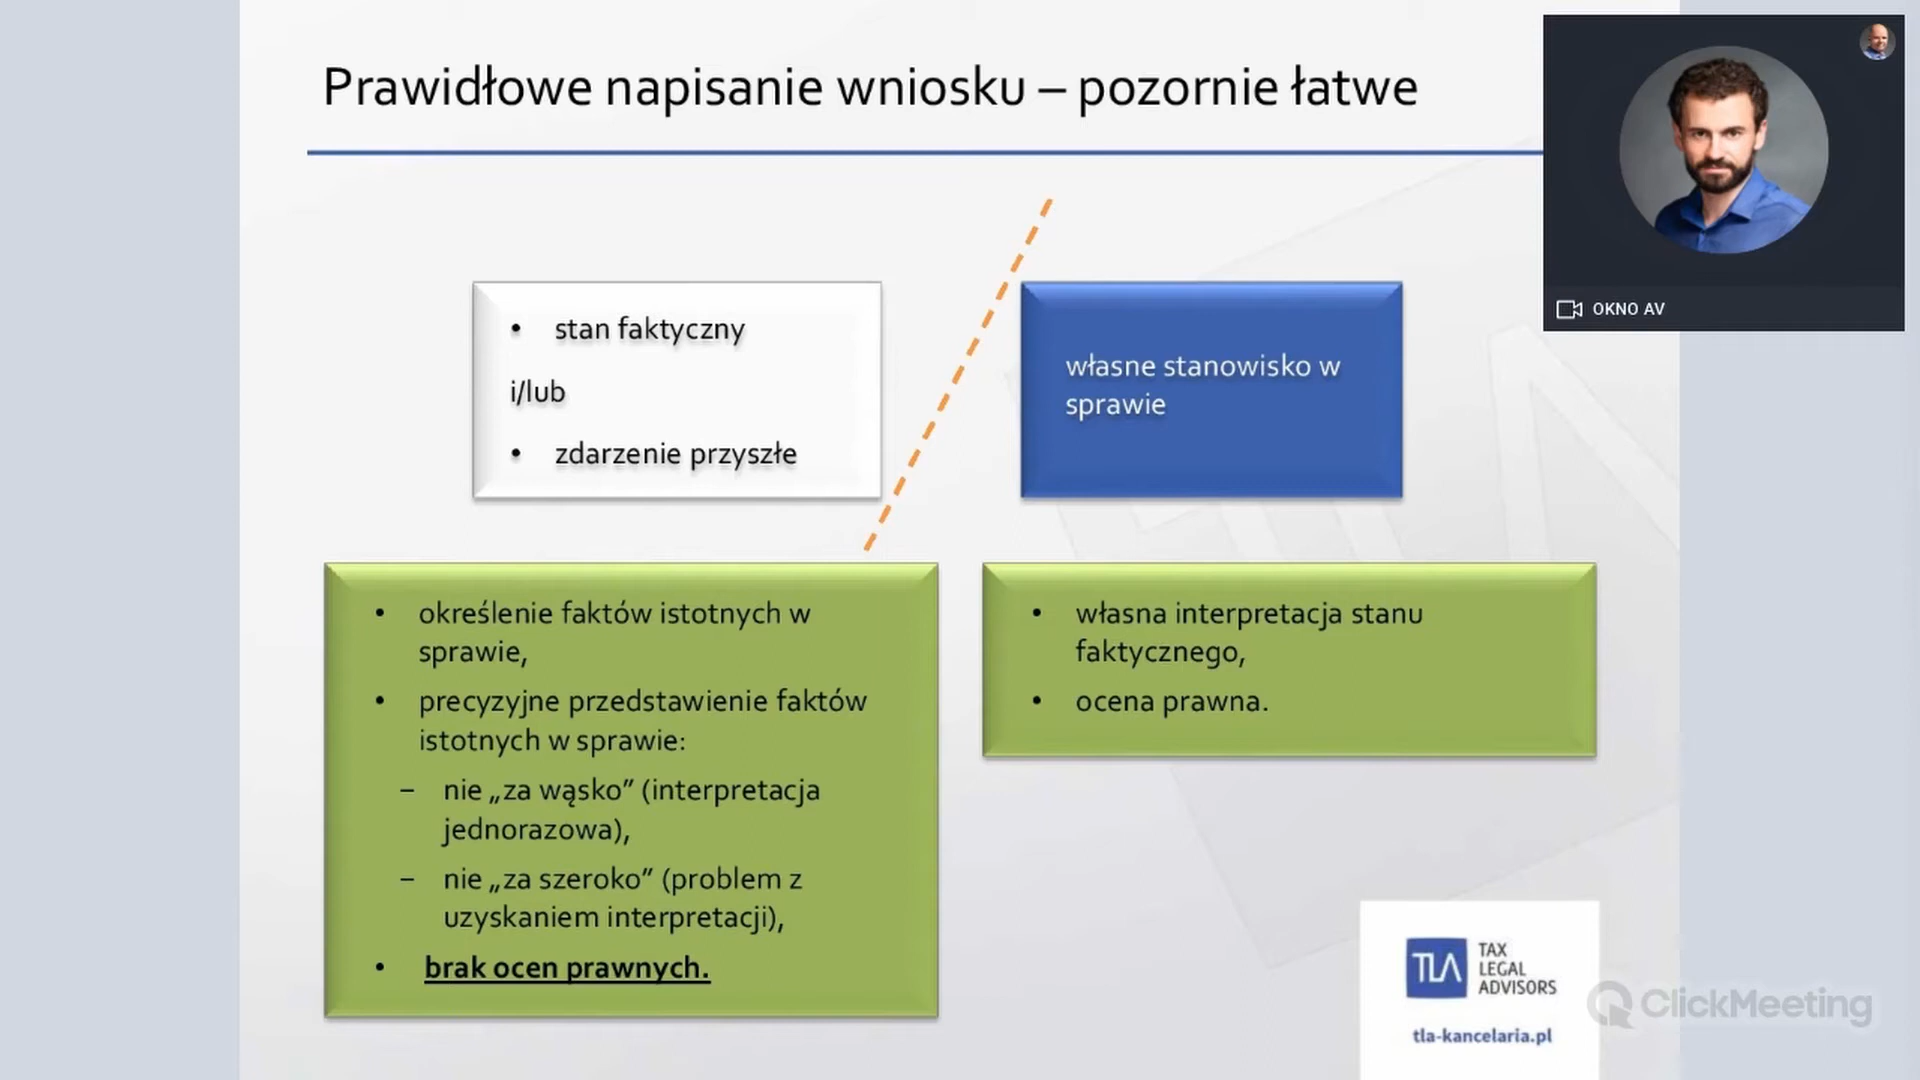 Prawidłowe napisanie wniosku – pozornie łatwe
OKNO AV
• stan faktyczny
i/lub
• zdarzenie przyszłe
własne stanowisko w
sprawie
• określenie faktów istotnych w
sprawie,
• precyzyjne przedstawienie faktów
istotnych w sprawie:
– nie „za wąsko” (interpretacja
jednorazowa),
– nie „za szeroko” (problem z
uzyskaniem interpretacji),
• brak ocen prawnych.
• własna interpretacja stanu
faktycznego,
• ocena prawna.
TLA
TAX
LEGAL
ADVISORS
tla-kancelaria.pl
ClickMeeting